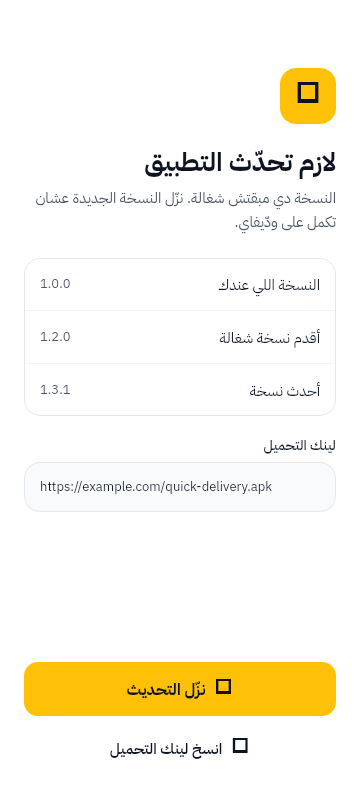 لازم تحدّث التطبيق
النسخة دي مبقتش شغالة. نزّل النسخة الجديدة عشان
تكمل على ودّيفاي.
النسخة اللي عندك 1.0.0
أقدم نسخة شغالة 1.2.0
أحدث نسخة 1.3.1
لينك التحميل
https://example.com/quick-delivery.apk
نزّل التحديث
انسخ لينك التحميل